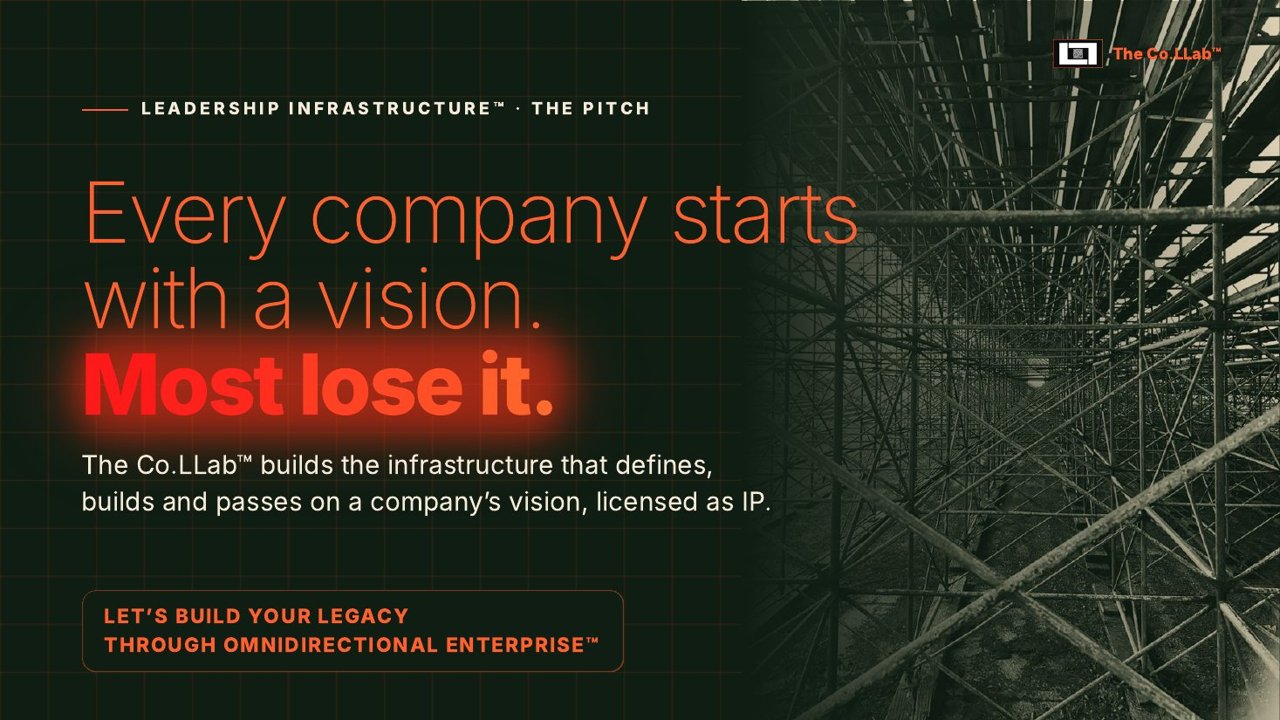 The Co.LLab™
LEADERSHIP INFRASTRUCTURE™ · THE PITCH
Every company starts
with a vision.
Most lose it.
The Co.LLab™ builds the infrastructure that defines,
builds and passes on a company’s vision, licensed as IP.
LET’S BUILD YOUR LEGACY
THROUGH OMNIDIRECTIONAL ENTERPRISE™